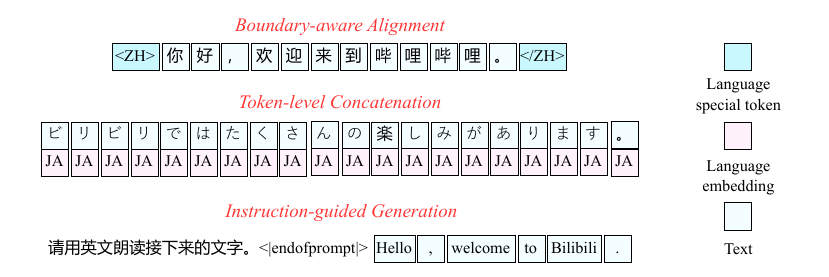 Boundary-aware Alignment
<ZH> 你 好 , 欢 迎 来 到 哔 哩 哔 哩 。 </ZH>
Language
special token
Token-level Concatenation
ビ リ ビ リ で は た く さ ん の 楽 し み が あ り ま す 。
JA JA JA JA JA JA JA JA JA JA JA JA JA JA JA JA JA JA JA JA
Language
embedding
Instruction-guided Generation
请用英文朗读接下来的文字。<|endofprompt|> Hello , welcome to Bilibili .
Text